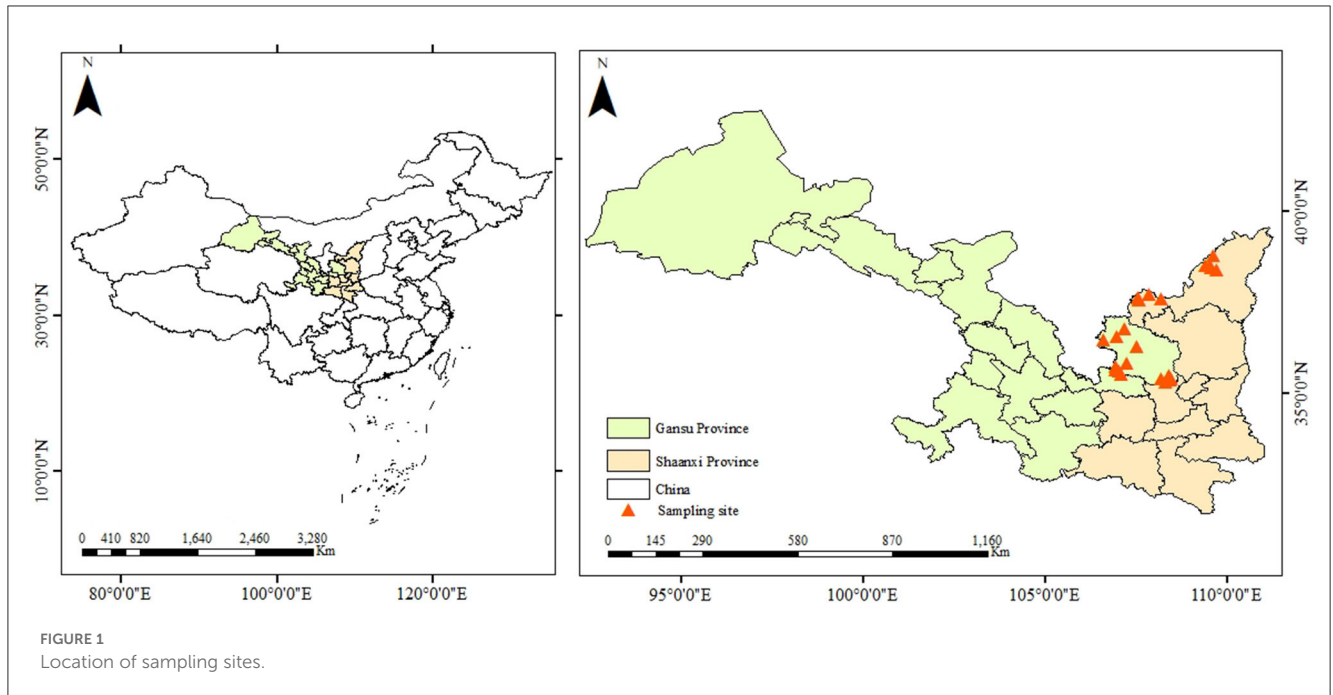 N
50°0'0"N
30°0'0"N
10°0'0"N
0 410 820 1,640 2,460 3,280
Km
80°0'0"E 100°0'0"E 120°0'0"E
N
40°0'0"N
35°0'0"N
Gansu Province
Shaanxi Province
China
Sampling site
0 145 290 580 870 1,160
Km
95°0'0"E 100°0'0"E 105°0'0"E 110°0'0"E
FIGURE 1
Location of sampling sites.